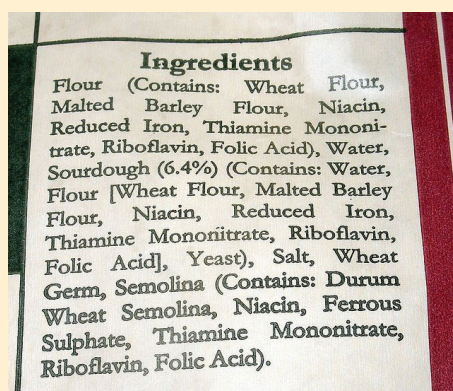 Ingredients
Flour (Contains: Wheat Flour,
Malted Barley Flour, Niacin,
Reduced Iron, Thiamine Mononi-
trate, Riboflavin, Folic Acid), Water,
Sourdough (6.4%) (Contains: Water,
Flour [Wheat Flour, Malted Barley
Flour, Niacin, Reduced Iron,
Thiamine Mononitrate, Riboflavin,
Folic Acid], Yeast), Salt, Wheat
Germ, Semolina (Contains: Durum
Wheat Semolina, Niacin, Ferrous
Sulphate, Thiamine Mononitrate,
Riboflavin, Folic Acid).